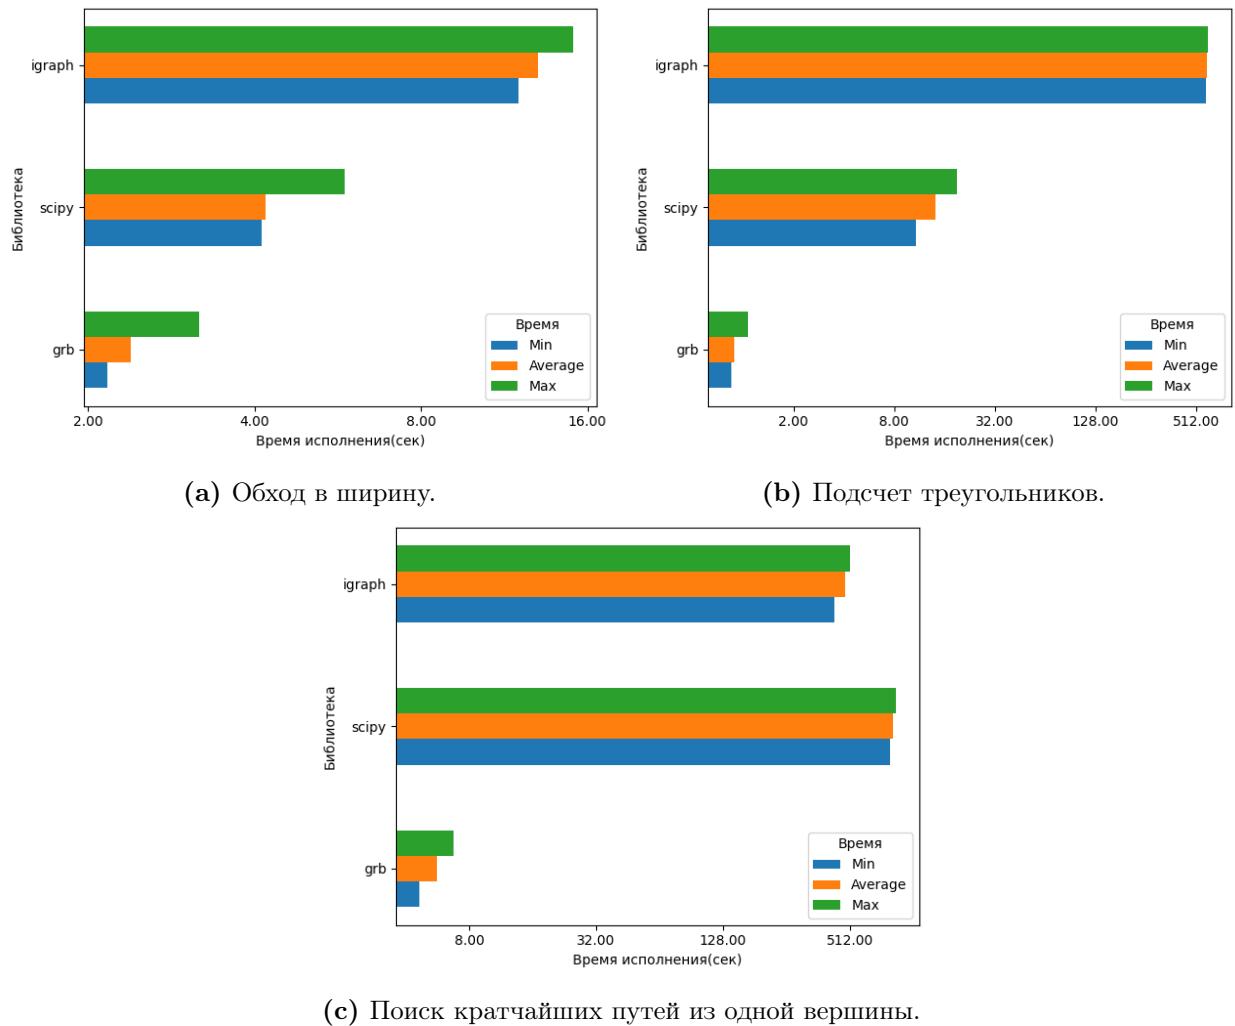 igraph
scipy
grb
Библиотека
Время
Min
Average
Max
2.00 4.00 8.00 16.00
Время исполнения(сек)
(a) Обход в ширину.
igraph
scipy
grb
Библиотека
Время
Min
Average
Max
2.00 8.00 32.00 128.00 512.00
Время исполнения(сек)
(b) Подсчет треугольников.
igraph
scipy
grb
Библиотека
Время
Min
Average
Max
8.00 32.00 128.00 512.00
Время исполнения(сек)
(c) Поиск кратчайших путей из одной вершины.